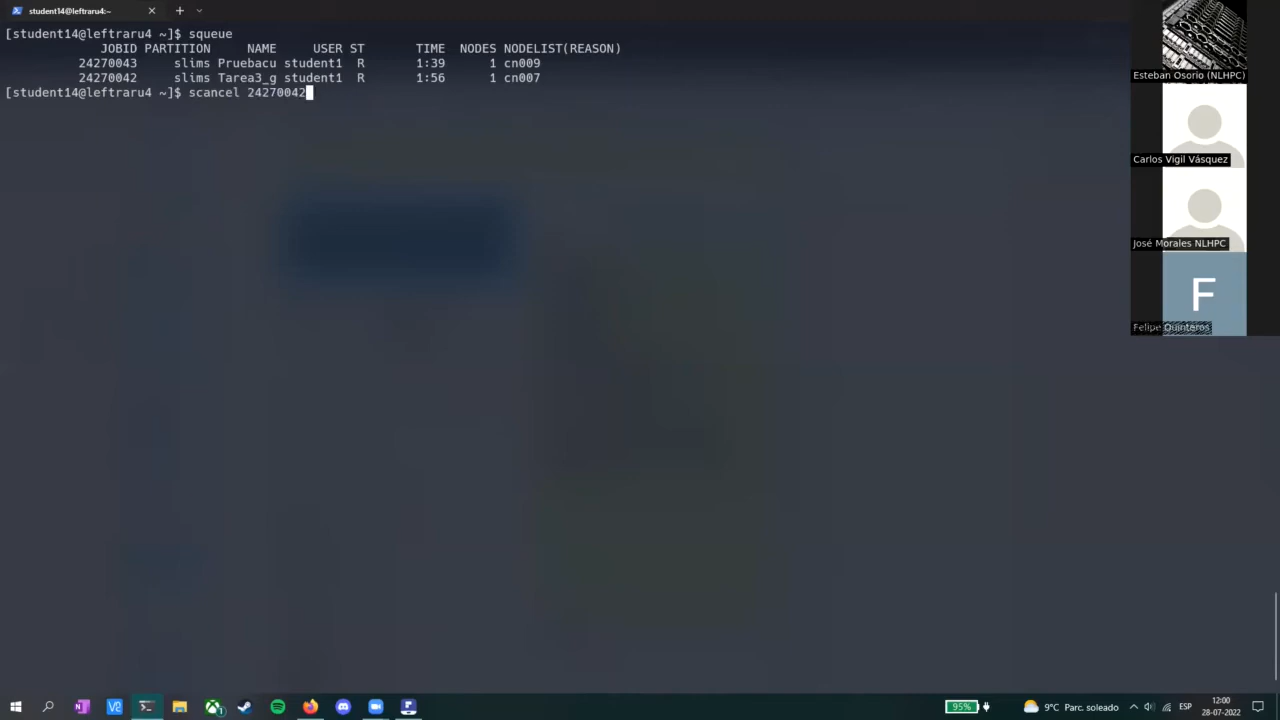 student14@leftraru4:~
[student14@leftraru4 ~]$ squeue
JOBID PARTITION NAME USER ST TIME NODES NODELIST(REASON)
24270043 slims Pruebacu student1 R 1:39 1 cn009
24270042 slims Tarea3_g student1 R 1:56 1 cn007
[student14@leftraru4 ~]$ scancel 24270042
Esteban Osorio (NLHPC)
Carlos Vigil Vásquez
José Morales NLHPC
F
Felipe Quinteros
95%
9°C Parc. soleado
ESP
12:00
28-07-2022